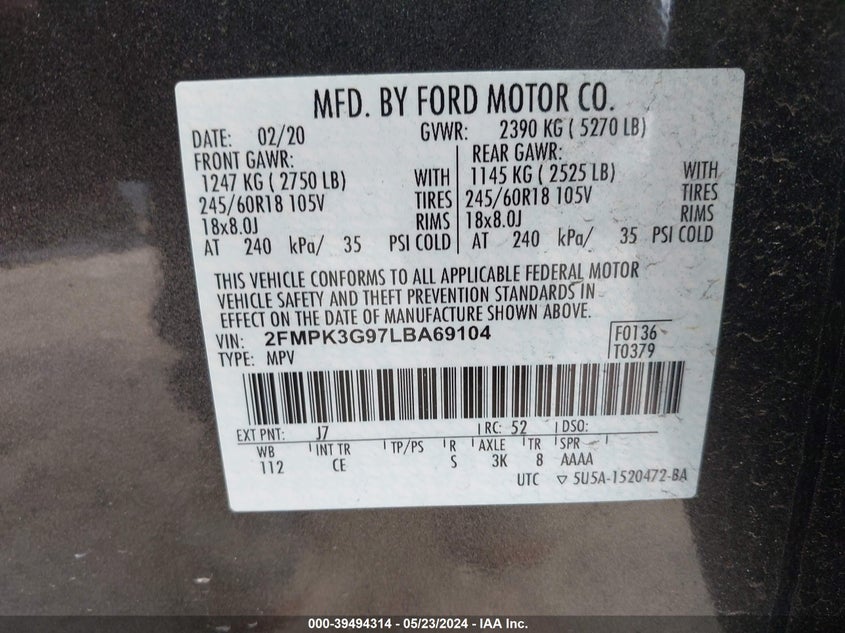 MFD. BY FORD MOTOR CO.
DATE: 02/20 GVWR: 2390 KG ( 5270 LB)
FRONT GAWR: REAR GAWR:
1247 KG ( 2750 LB) WITH 1145 KG ( 2525 LB) WITH
245/60R18 105V TIRES 245/60R18 105V TIRES
18x8.0J RIMS 18x8.0J RIMS
AT 240 kPa/ 35 PSI COLD AT 240 kPa/ 35 PSI COLD
THIS VEHICLE CONFORMS TO ALL APPLICABLE FEDERAL MOTOR
VEHICLE SAFETY AND THEFT PREVENTION STANDARDS IN
EFFECT ON THE DATE OF MANUFACTURE SHOWN ABOVE.
VIN: 2FMPK3G97LBA69104 F0136
TYPE: MPV T0379
EXT PNT: J7 RC: 52 DSO:
WB INT TR TP/PS R AXLE TR SPR
112 CE S 3K 8 AAAA
UTC ▽ 5U5A-1520472-BA
000-39494314 - 05/23/2024 - IAA Inc.